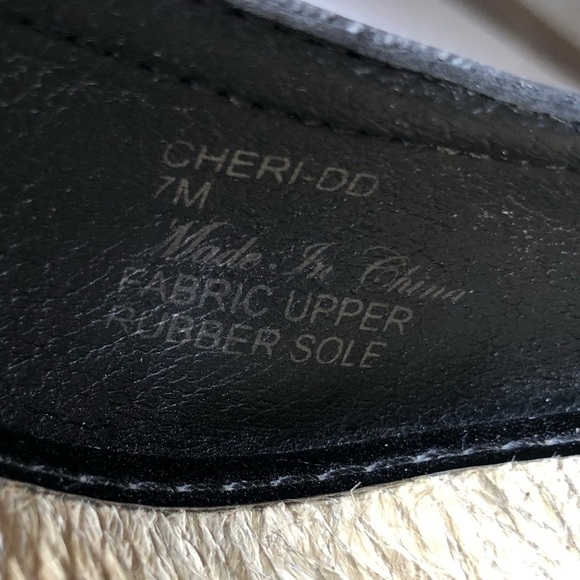 CHERI-DD
7M
Made In China
FABRIC UPPER
RUBBER SOLE